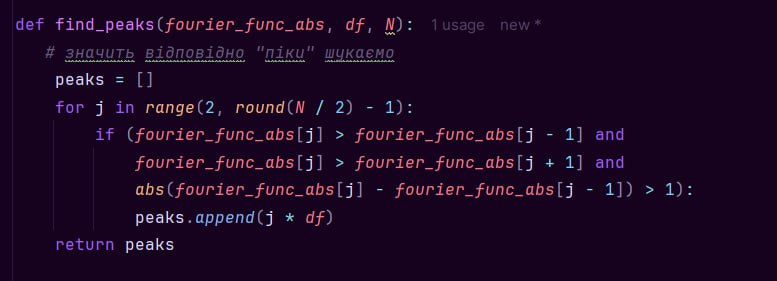 def find_peaks(fourier_func_abs, df, N): 1 usage new *
# значить відповідно "піки" шукаємо
peaks = []
for j in range(2, round(N / 2) - 1):
if (fourier_func_abs[j] > fourier_func_abs[j - 1] and
fourier_func_abs[j] > fourier_func_abs[j + 1] and
abs(fourier_func_abs[j] - fourier_func_abs[j - 1]) > 1):
peaks.append(j * df)
return peaks